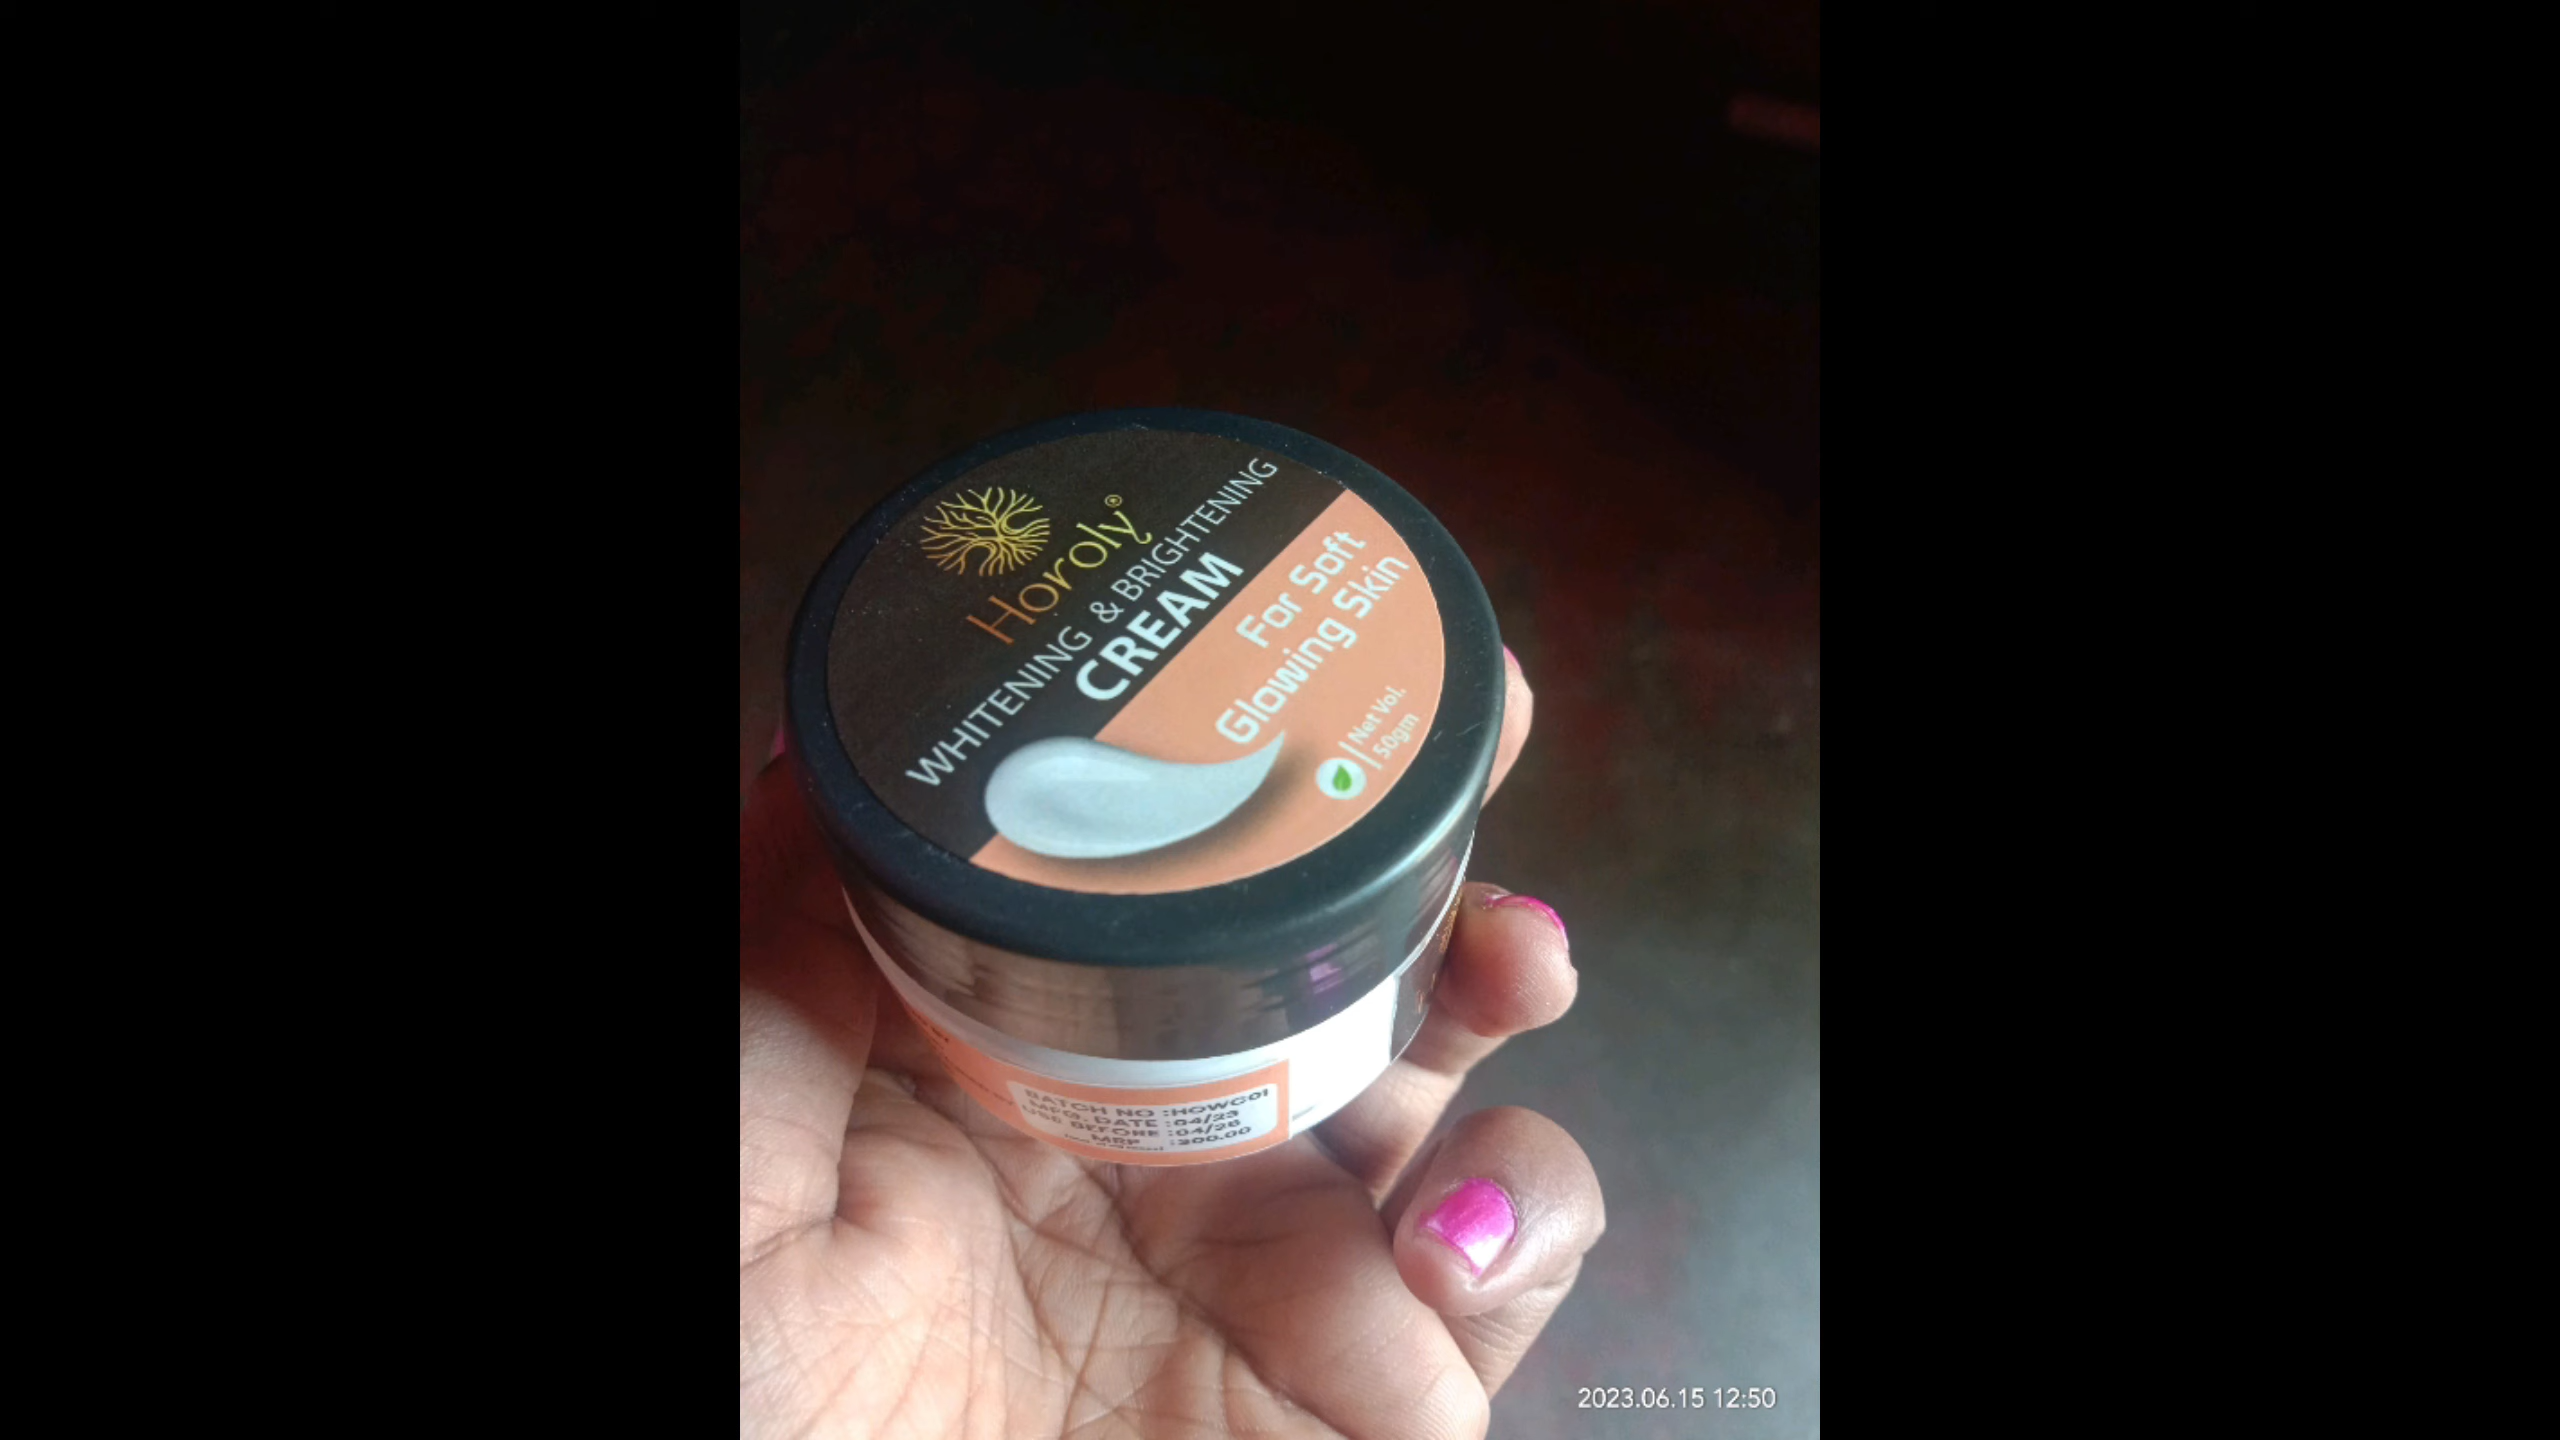 Horoly®
WHITENING & BRIGHTENING
CREAM
For Soft
Glowing Skin
Net Vol.
50gm
BATCH NO :HOWC01
MFG. DATE :04/23
USE BEFORE :04/26
MRP :200.00
2023.06.15 12:50